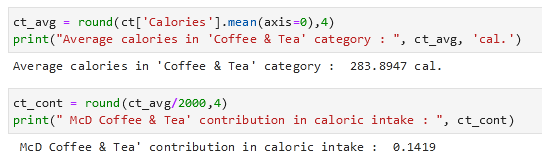 ct_avg = round(ct['Calories'].mean(axis=0),4)
print("Average calories in 'Coffee & Tea' category : ", ct_avg, 'cal.')
Average calories in 'Coffee & Tea' category :  283.8947 cal.
ct_cont = round(ct_avg/2000,4)
print(" McD Coffee & Tea' contribution in caloric intake : ", ct_cont)
 McD Coffee & Tea' contribution in caloric intake :  0.1419